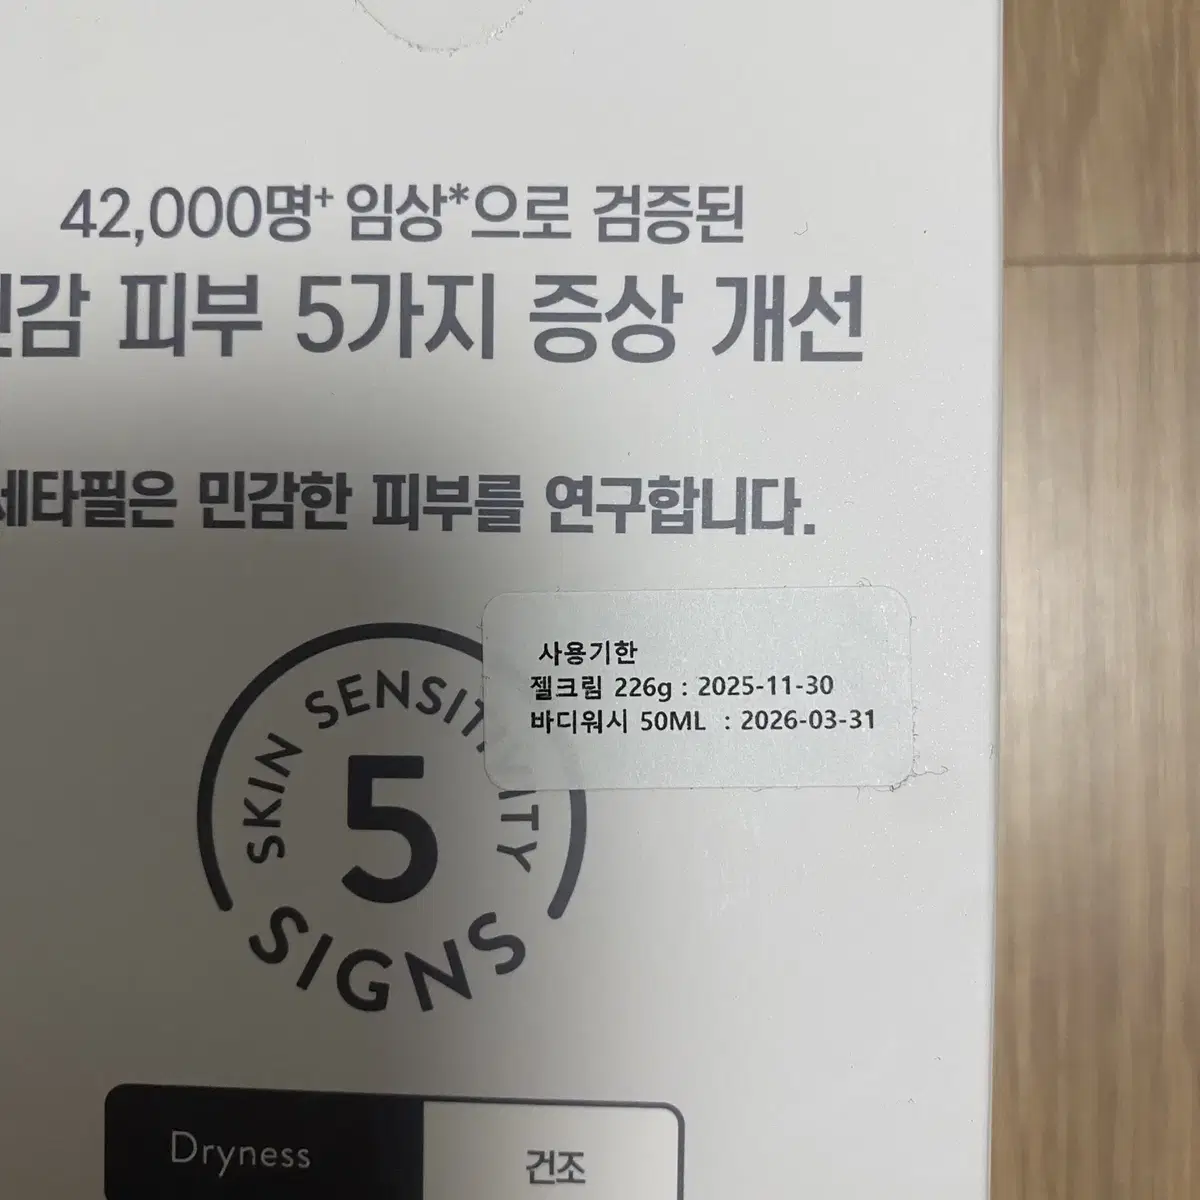 42,000명+ 임상*으로 검증된
민감 피부 5가지 증상 개선
세타필은 민감한 피부를 연구합니다.
사용기한
젤크림 226g : 2025-11-30
바디워시 50ML : 2026-03-31
SKIN SENSITIVITY
5
SIGNS
Dryness
건조